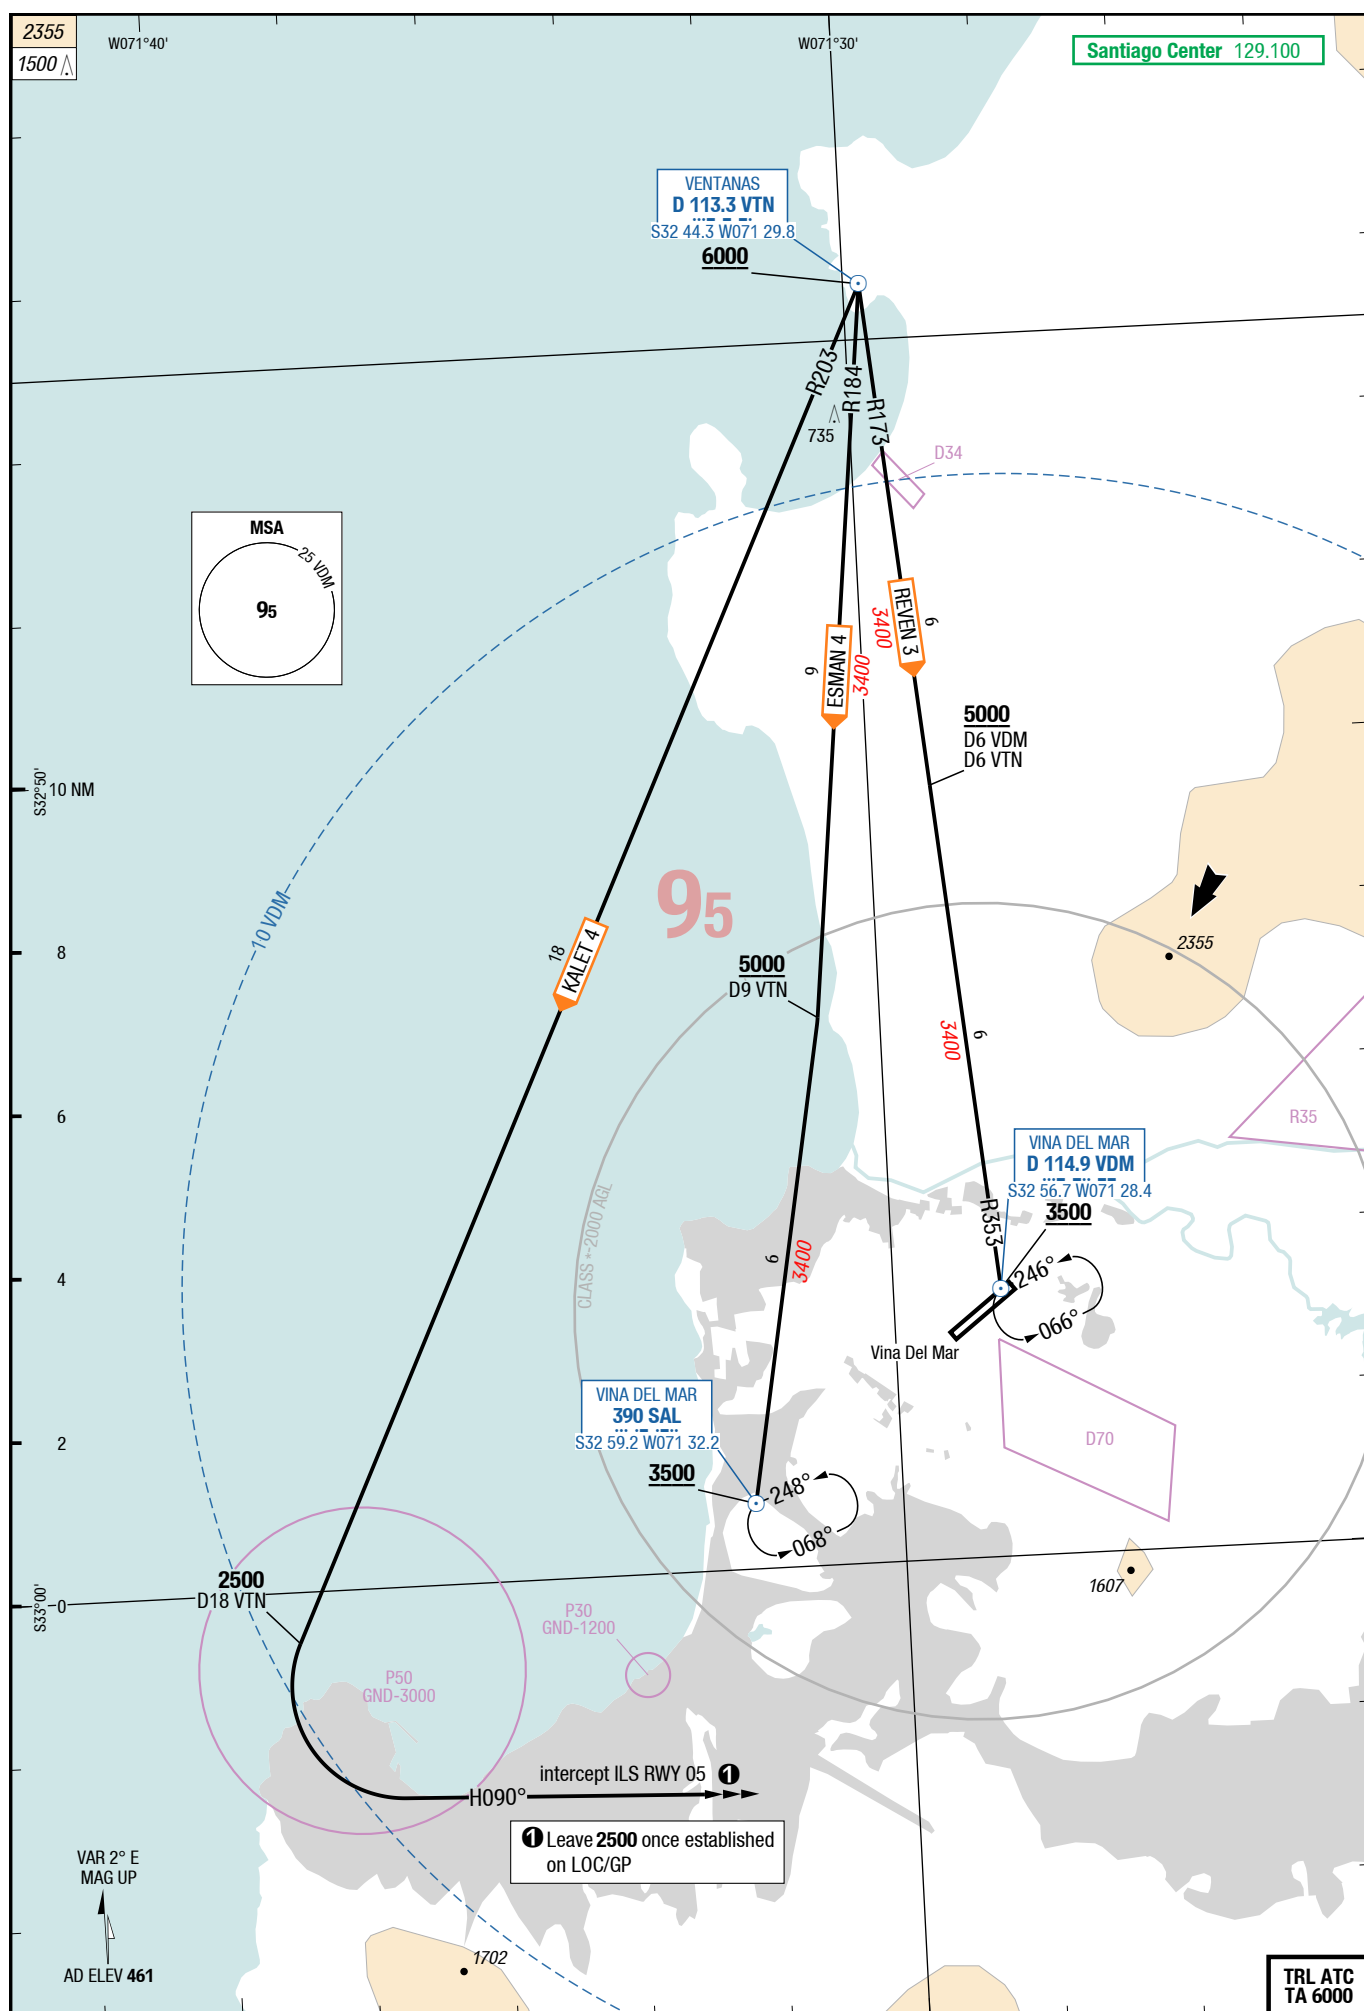 2355
1500
W071°40'
W071°30'
Santiago Center 129.100
VENTANAS
D 113.3 VTN
S32 44.3 W071 29.8
6000
R203
R184
R173
735
D34
MSA
25 VDM
95
REVEN 3
6
3400
ESMAN 4
9
3400
5000
D6 VDM
D6 VTN
S32°50'
10 NM
10 VDM
95
KALET 4
18
2355
5000
D9 VTN
8
3400
6
6
R35
VINA DEL MAR
D 114.9 VDM
S32 56.7 W071 28.4
3500
R353
CLASS *-2000 AGL
9
3400
4
246°
066°
Vina Del Mar
VINA DEL MAR
390 SAL
S32 59.2 W071 32.2
3500
D70
2
248°
068°
2500
D18 VTN
1607
S33°00'
0
P30
GND-1200
P50
GND-3000
intercept ILS RWY 05 1
H090°
1 Leave 2500 once established
on LOC/GP
VAR 2° E
MAG UP
1702
AD ELEV 461
TRL ATC
TA 6000